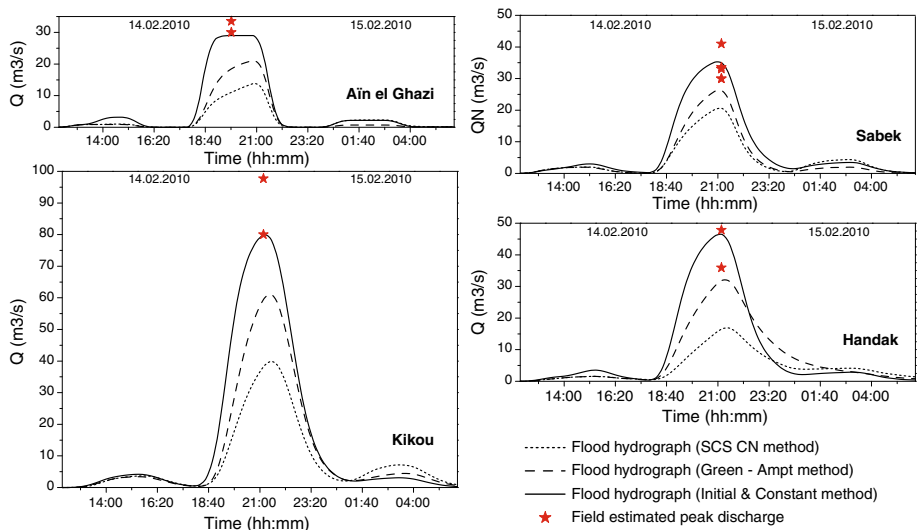 14.02.2010 15.02.2010
Q (m3/s)
30
20
10
0
Aïn el Ghazi
14:00 16:20 18:40 21:00 23:20 01:40 04:00
Time (hh:mm)
14.02.2010 15.02.2010
Q (m3/s)
100
90
80
70
60
50
40
30
20
10
0
Kikou
14:00 16:20 18:40 21:00 23:20 01:40 04:00
Time (hh:mm)
14.02.2010 15.02.2010
QN (m3/s)
50
40
30
20
10
0
Sabek
14:00 16:20 18:40 21:00 23:20 01:40 04:00
Time (hh:mm)
14.02.2010 15.02.2010
Q (m3/s)
50
40
30
20
10
0
Handak
14:00 16:20 18:40 21:00 23:20 01:40 04:00
Time (hh:mm)
Flood hydrograph (SCS CN method)
Flood hydrograph (Green - Ampt method)
Flood hydrograph (Initial & Constant method)
Field estimated peak discharge